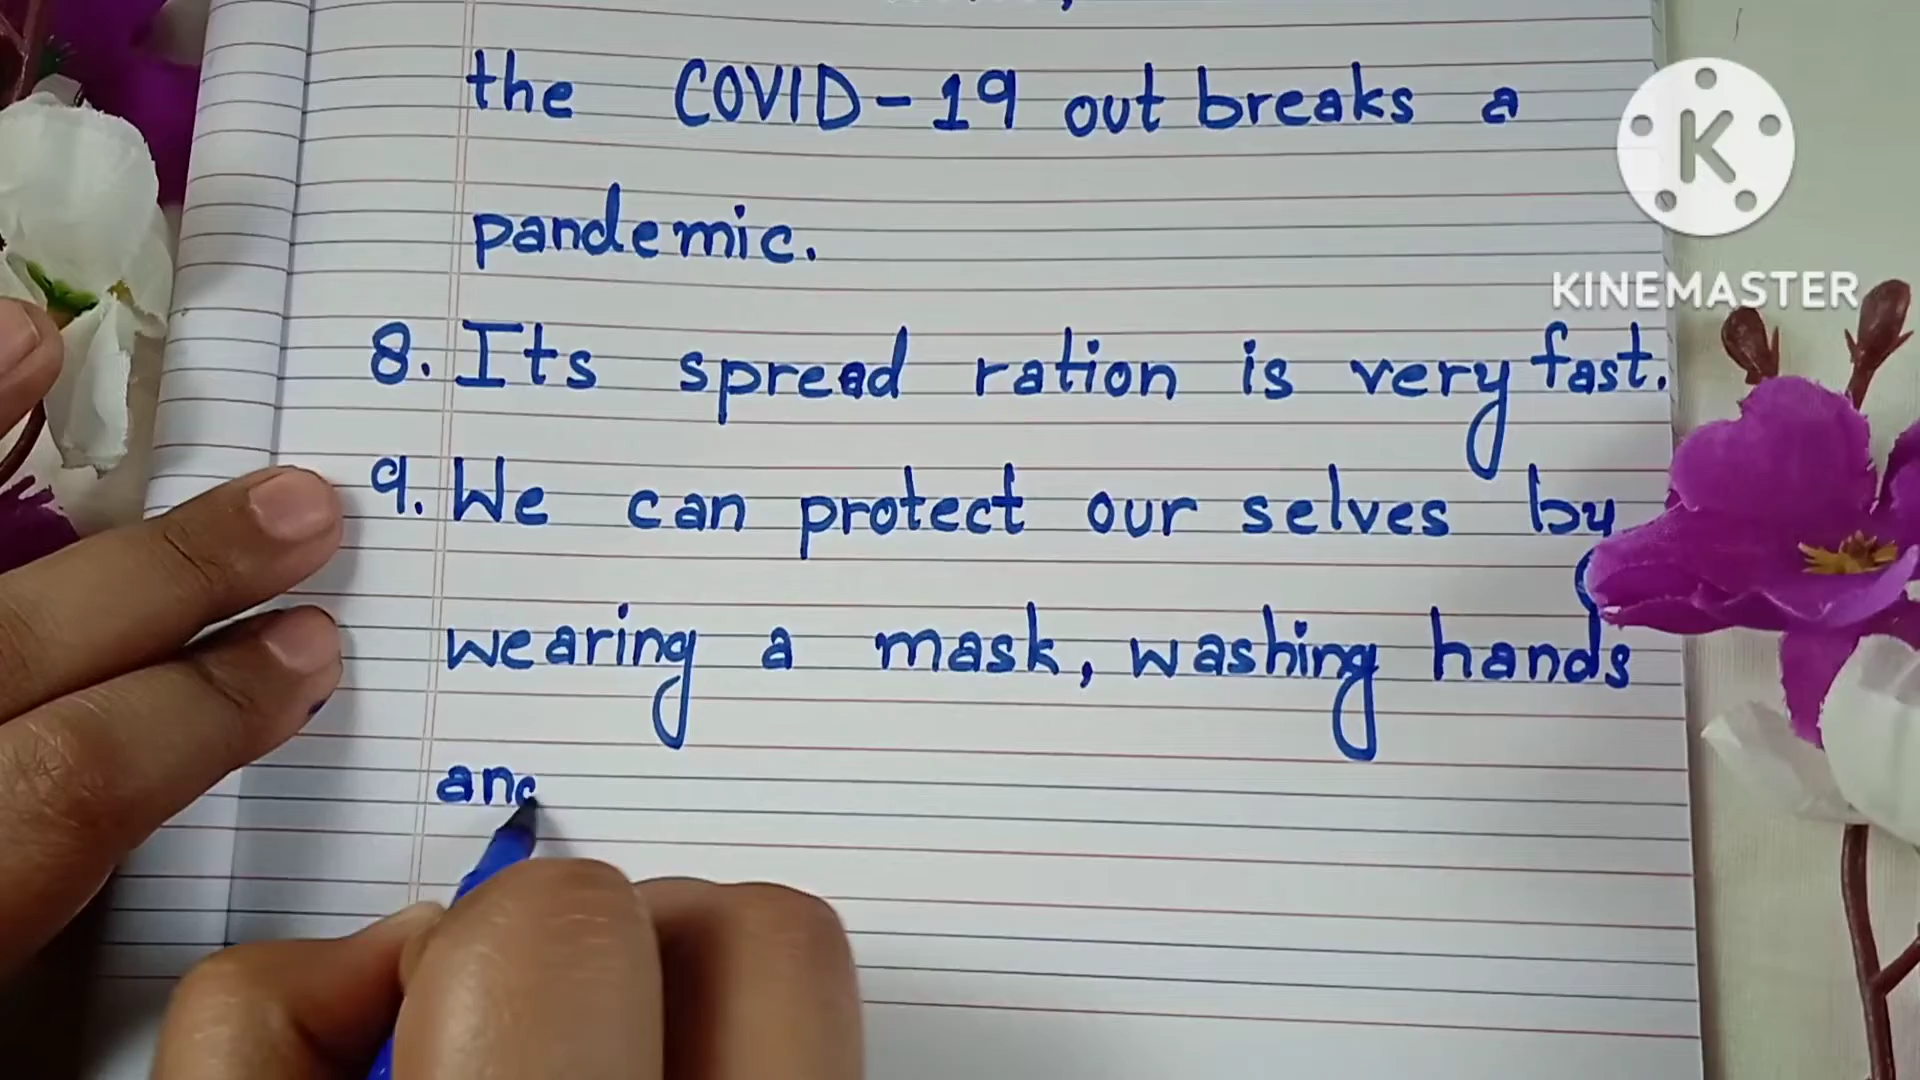 the COVID-19 out breaks a
pandemic.
8. Its spread ration is very fast.
9. We can protect our selves by
wearing a mask, washing hands
an
K
KINEMASTER